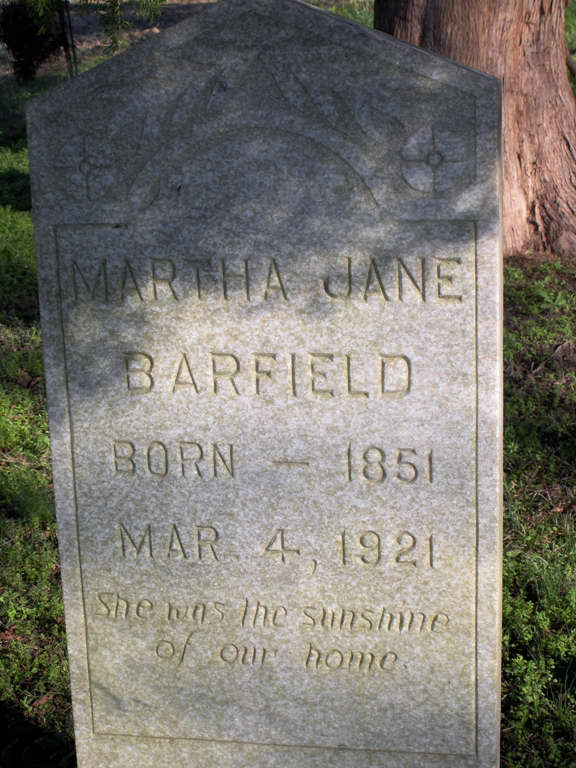 MARTHA JANE
BARFIELD
BORN – 1851
MAR. 4, 1921
She was the sunshine
of our home.